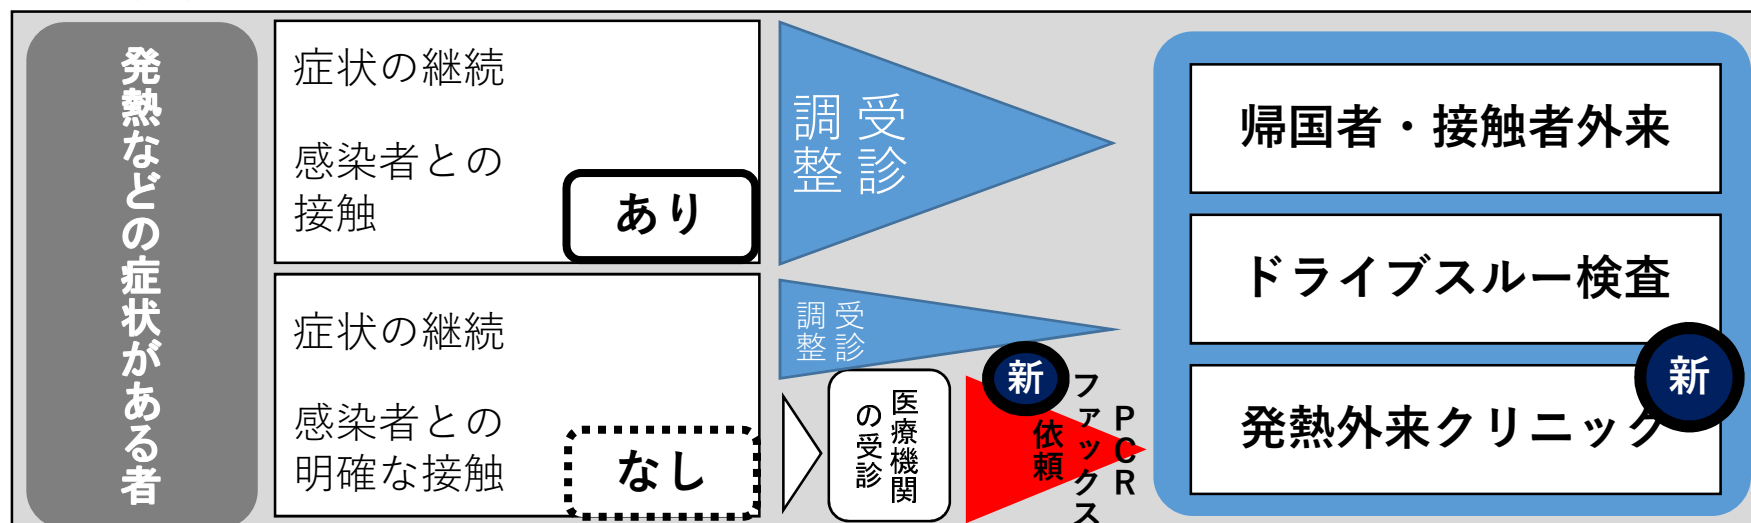 発熱などの症状がある者
症状の継続
感染者との
接触
あり
受診
調整
帰国者・接触者外来
ドライブスルー検査
新
発熱外来クリニック
症状の継続
感染者との
明確な接触
なし
受診
調整
医療機関
の受診
新
PCR
ファックス
依頼